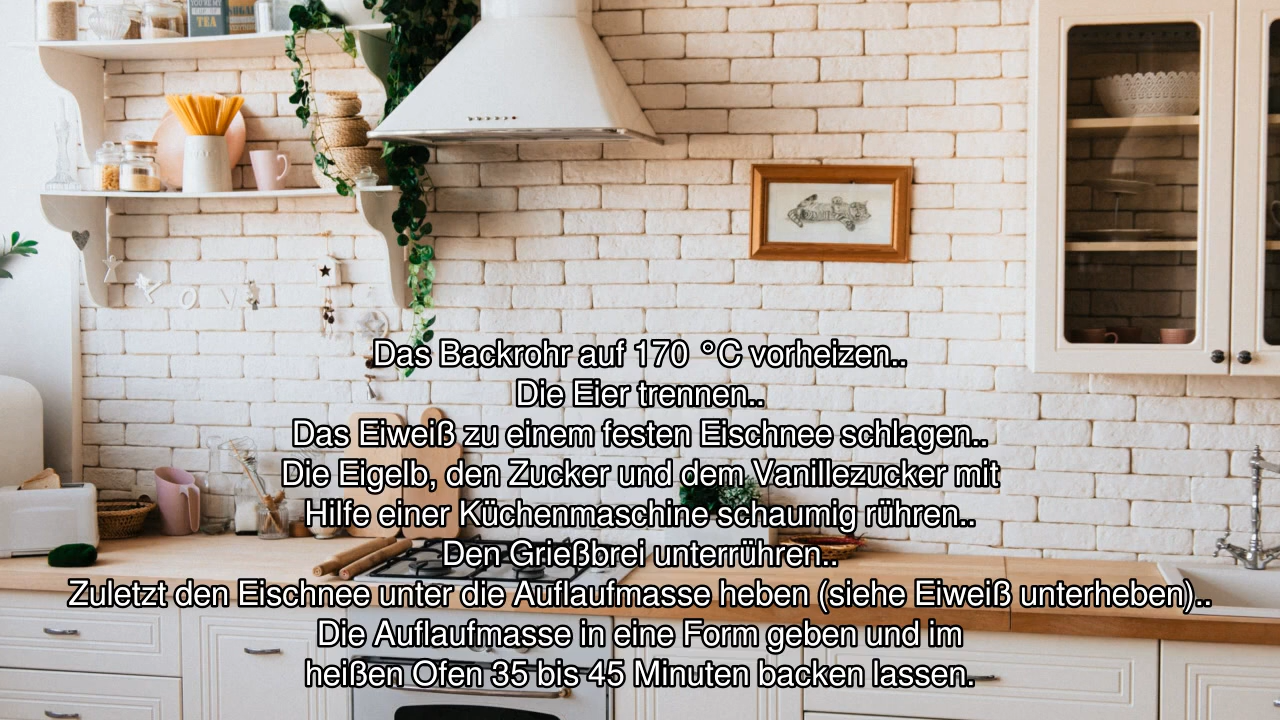 TEA
Das Backrohr auf 170 °C vorheizen..
Die Eier trennen..
Das Eiweiß zu einem festen Eischnee schlagen..
Die Eigelb, den Zucker und dem Vanillezucker mit
Hilfe einer Küchenmaschine schaumig rühren..
Den Grießbrei unterrühren..
Zuletzt den Eischnee unter die Auflaufmasse heben (siehe Eiweiß unterheben)..
Die Auflaufmasse in eine Form geben und im
heißen Ofen 35 bis 45 Minuten backen lassen.